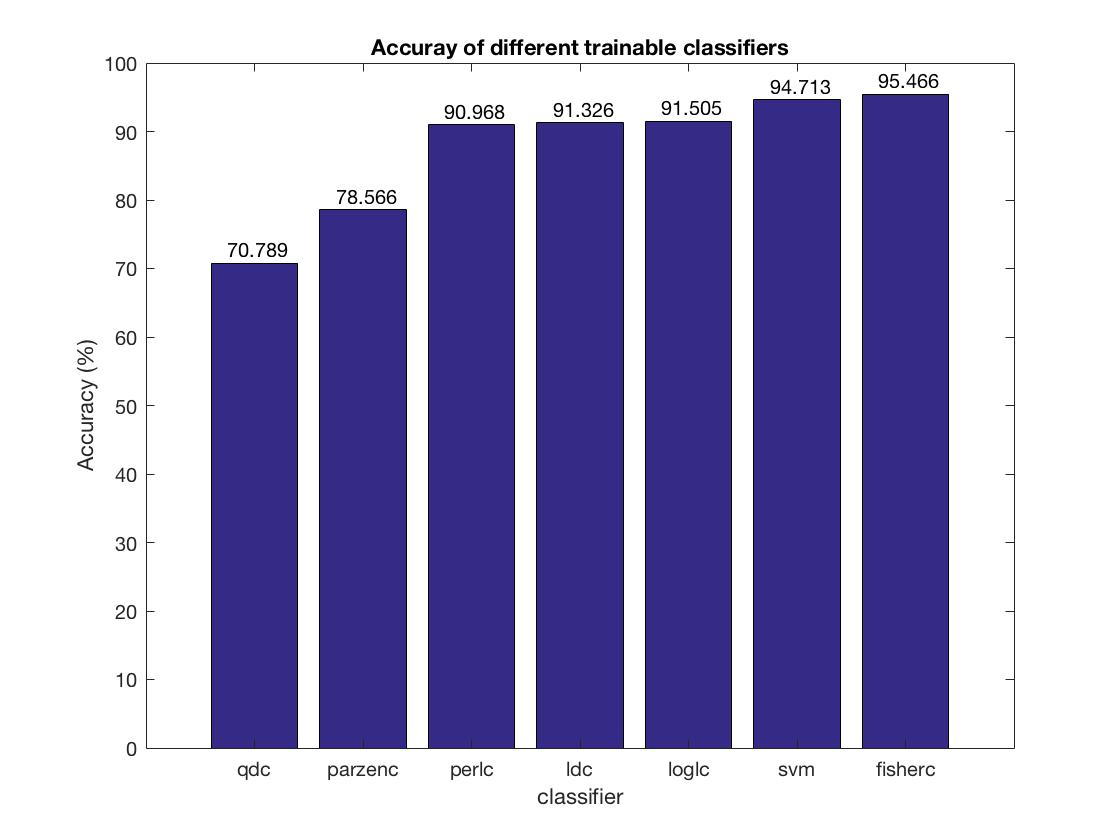 Accuray of different trainable classifiers
100
90
80
70
60
50
40
30
20
10
0
Accuracy (%)
70.789
78.566
90.968
91.326
91.505
94.713
95.466
qdc
parzenc
perlc
ldc
loglc
svm
fisherc
classifier